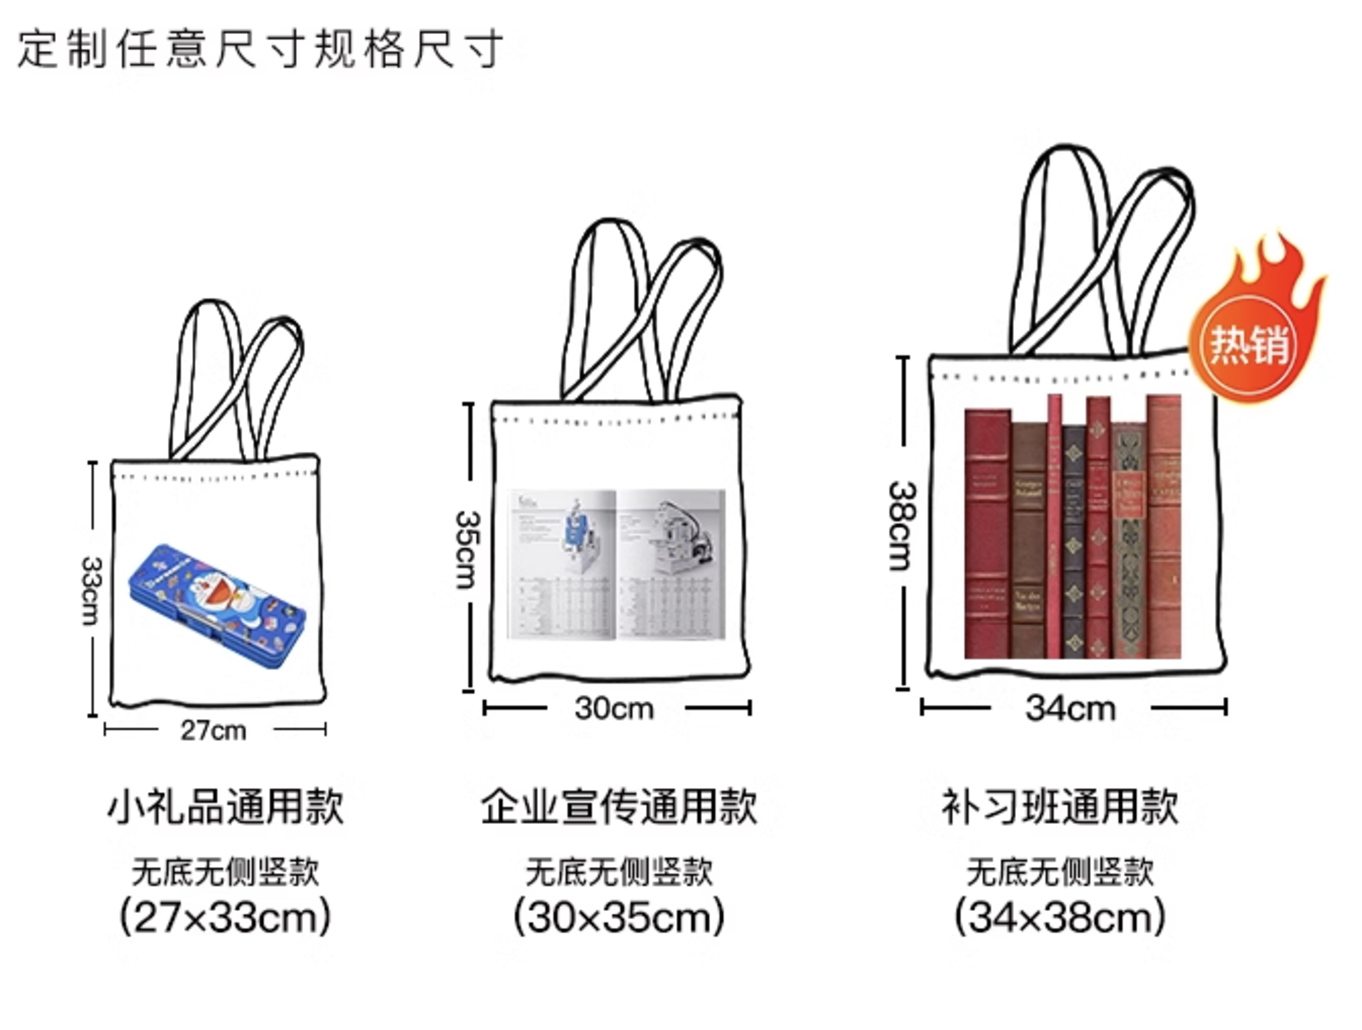 定制任意尺寸规格尺寸
热销
33cm
27cm
35cm
30cm
38cm
34cm
小礼品通用款
无底无侧竖款
(27×33cm)
企业宣传通用款
无底无侧竖款
(30×35cm)
补习班通用款
无底无侧竖款
(34×38cm)